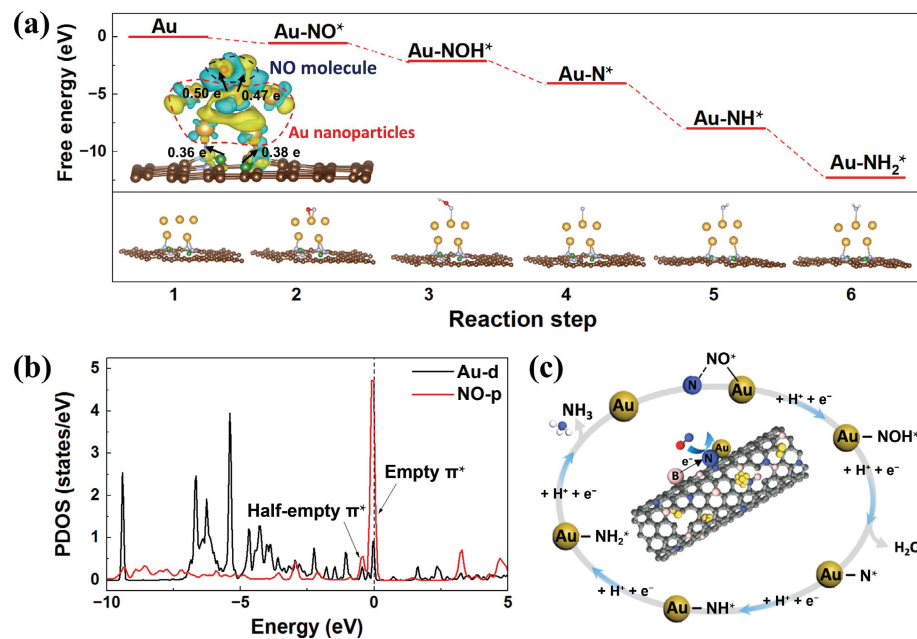 (a)
Free energy (eV)
0
−5
−10
Au
Au-NO*
Au-NOH*
Au-N*
Au-NH*
Au-NH₂*
NO molecule
0.50 e
0.47 e
Au nanoparticles
0.36 e
0.38 e
1 2 3 4 5 6
Reaction step
(b)
PDOS (states/eV)
5
4
3
2
1
0
Au-d
NO-p
Empty π*
Half-empty π*
−10 −5 0 5
Energy (eV)
(c)
NO*
N
Au
Au
+ H⁺ + e⁻
Au
NOH*
+ H⁺ + e⁻
H₂O
Au
N*
+ H⁺ + e⁻
Au
NH*
+ H⁺ + e⁻
Au
NH₂*
+ H⁺ + e⁻
NH₃
Au
N
e⁻
B